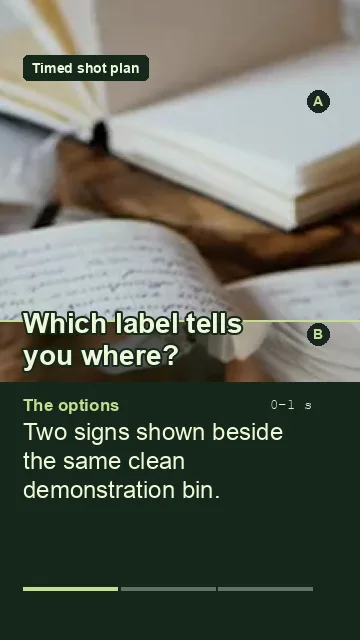 Timed shot plan
A
Which label tells
you where?
B
The options
0–1 s
Two signs shown beside
the same clean
demonstration bin.